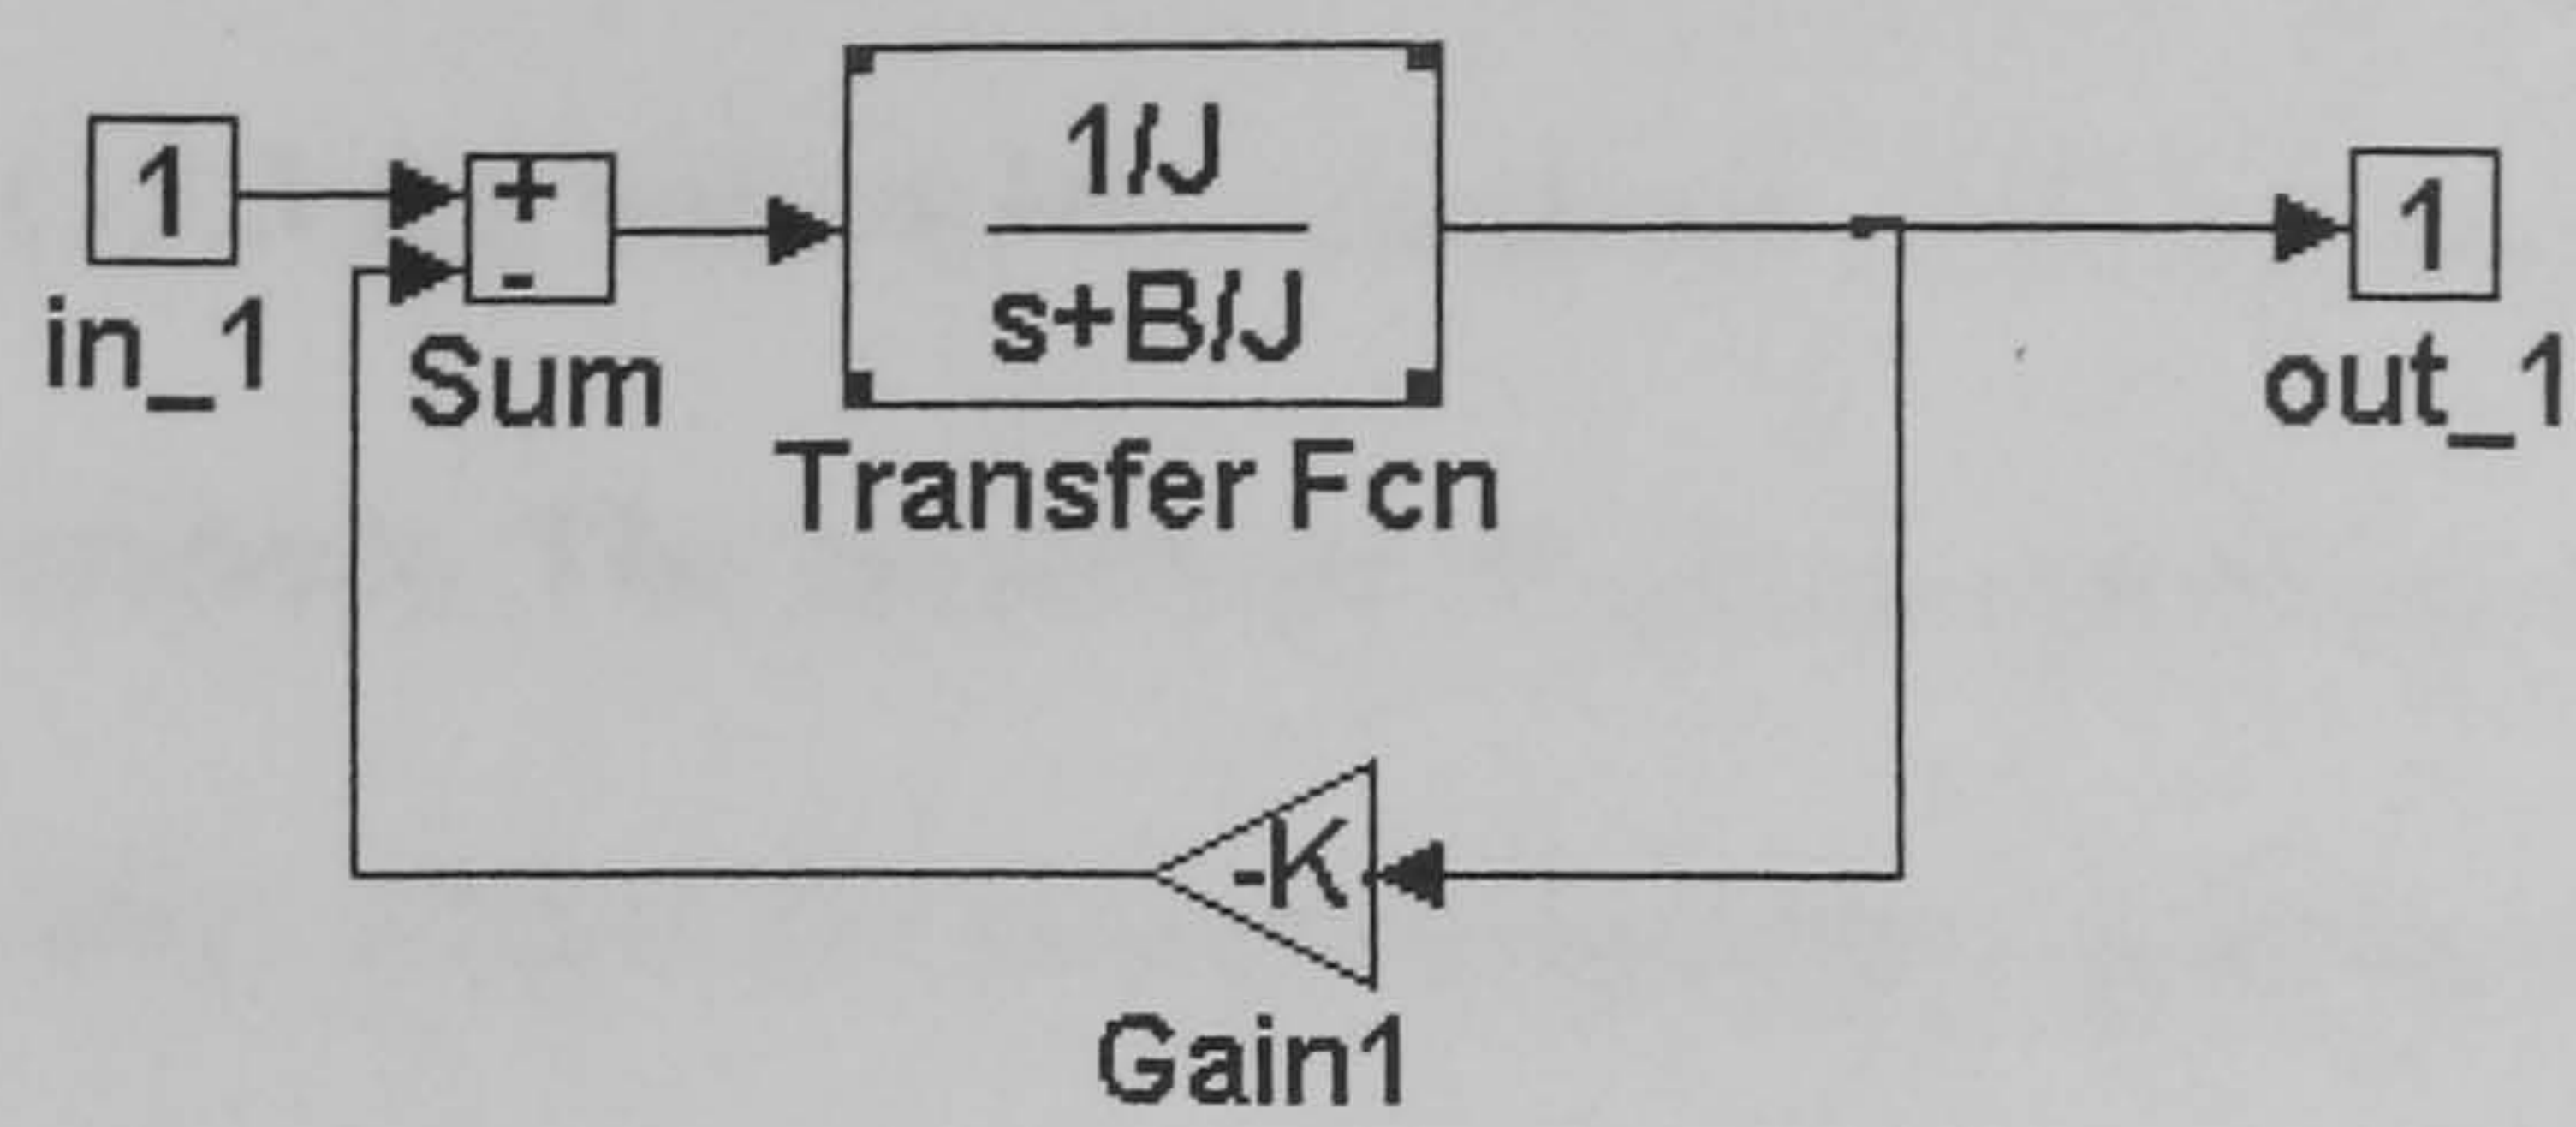 1
in_1
+
-
Sum
1/J
s+B/J
Transfer Fcn
1
out_1
-K
Gain1